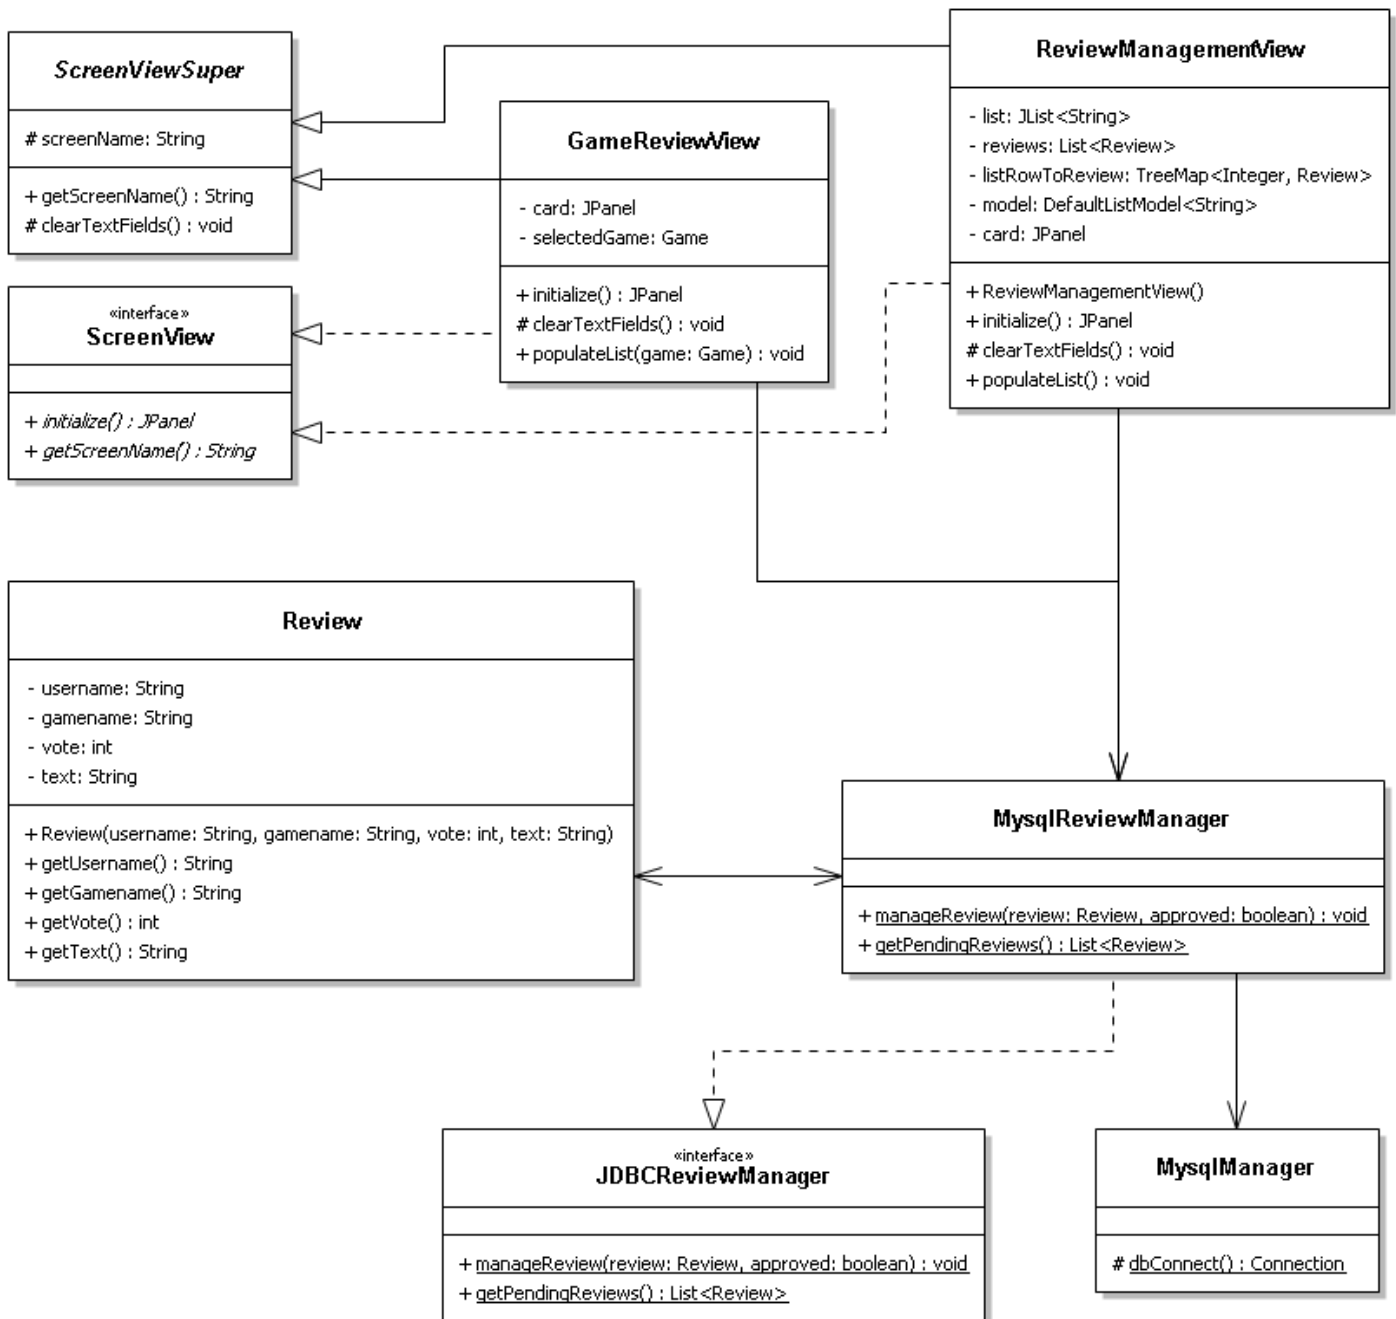 ScreenViewSuper
# screenName: String
+ getScreenName() : String
# clearTextFields() : void
«interface»
ScreenView
+ initialize() : JPanel
+ getScreenName() : String
GameReviewView
- card: JPanel
- selectedGame: Game
+ initialize() : JPanel
# clearTextFields() : void
+ populateList(game: Game) : void
ReviewManagementView
- list: JList<String>
- reviews: List<Review>
- listRowToReview: TreeMap<Integer, Review>
- model: DefaultListModel<String>
- card: JPanel
+ ReviewManagementView()
+ initialize() : JPanel
# clearTextFields() : void
+ populateList() : void
Review
- username: String
- gamename: String
- vote: int
- text: String
+ Review(username: String, gamename: String, vote: int, text: String)
+ getUsername() : String
+ getGamename() : String
+ getVote() : int
+ getText() : String
MysqlReviewManager
+ manageReview(review: Review, approved: boolean) : void
+ getPendingReviews() : List<Review>
«interface»
JDBCReviewManager
+ manageReview(review: Review, approved: boolean) : void
+ getPendingReviews() : List<Review>
MysqlManager
# dbConnect() : Connection